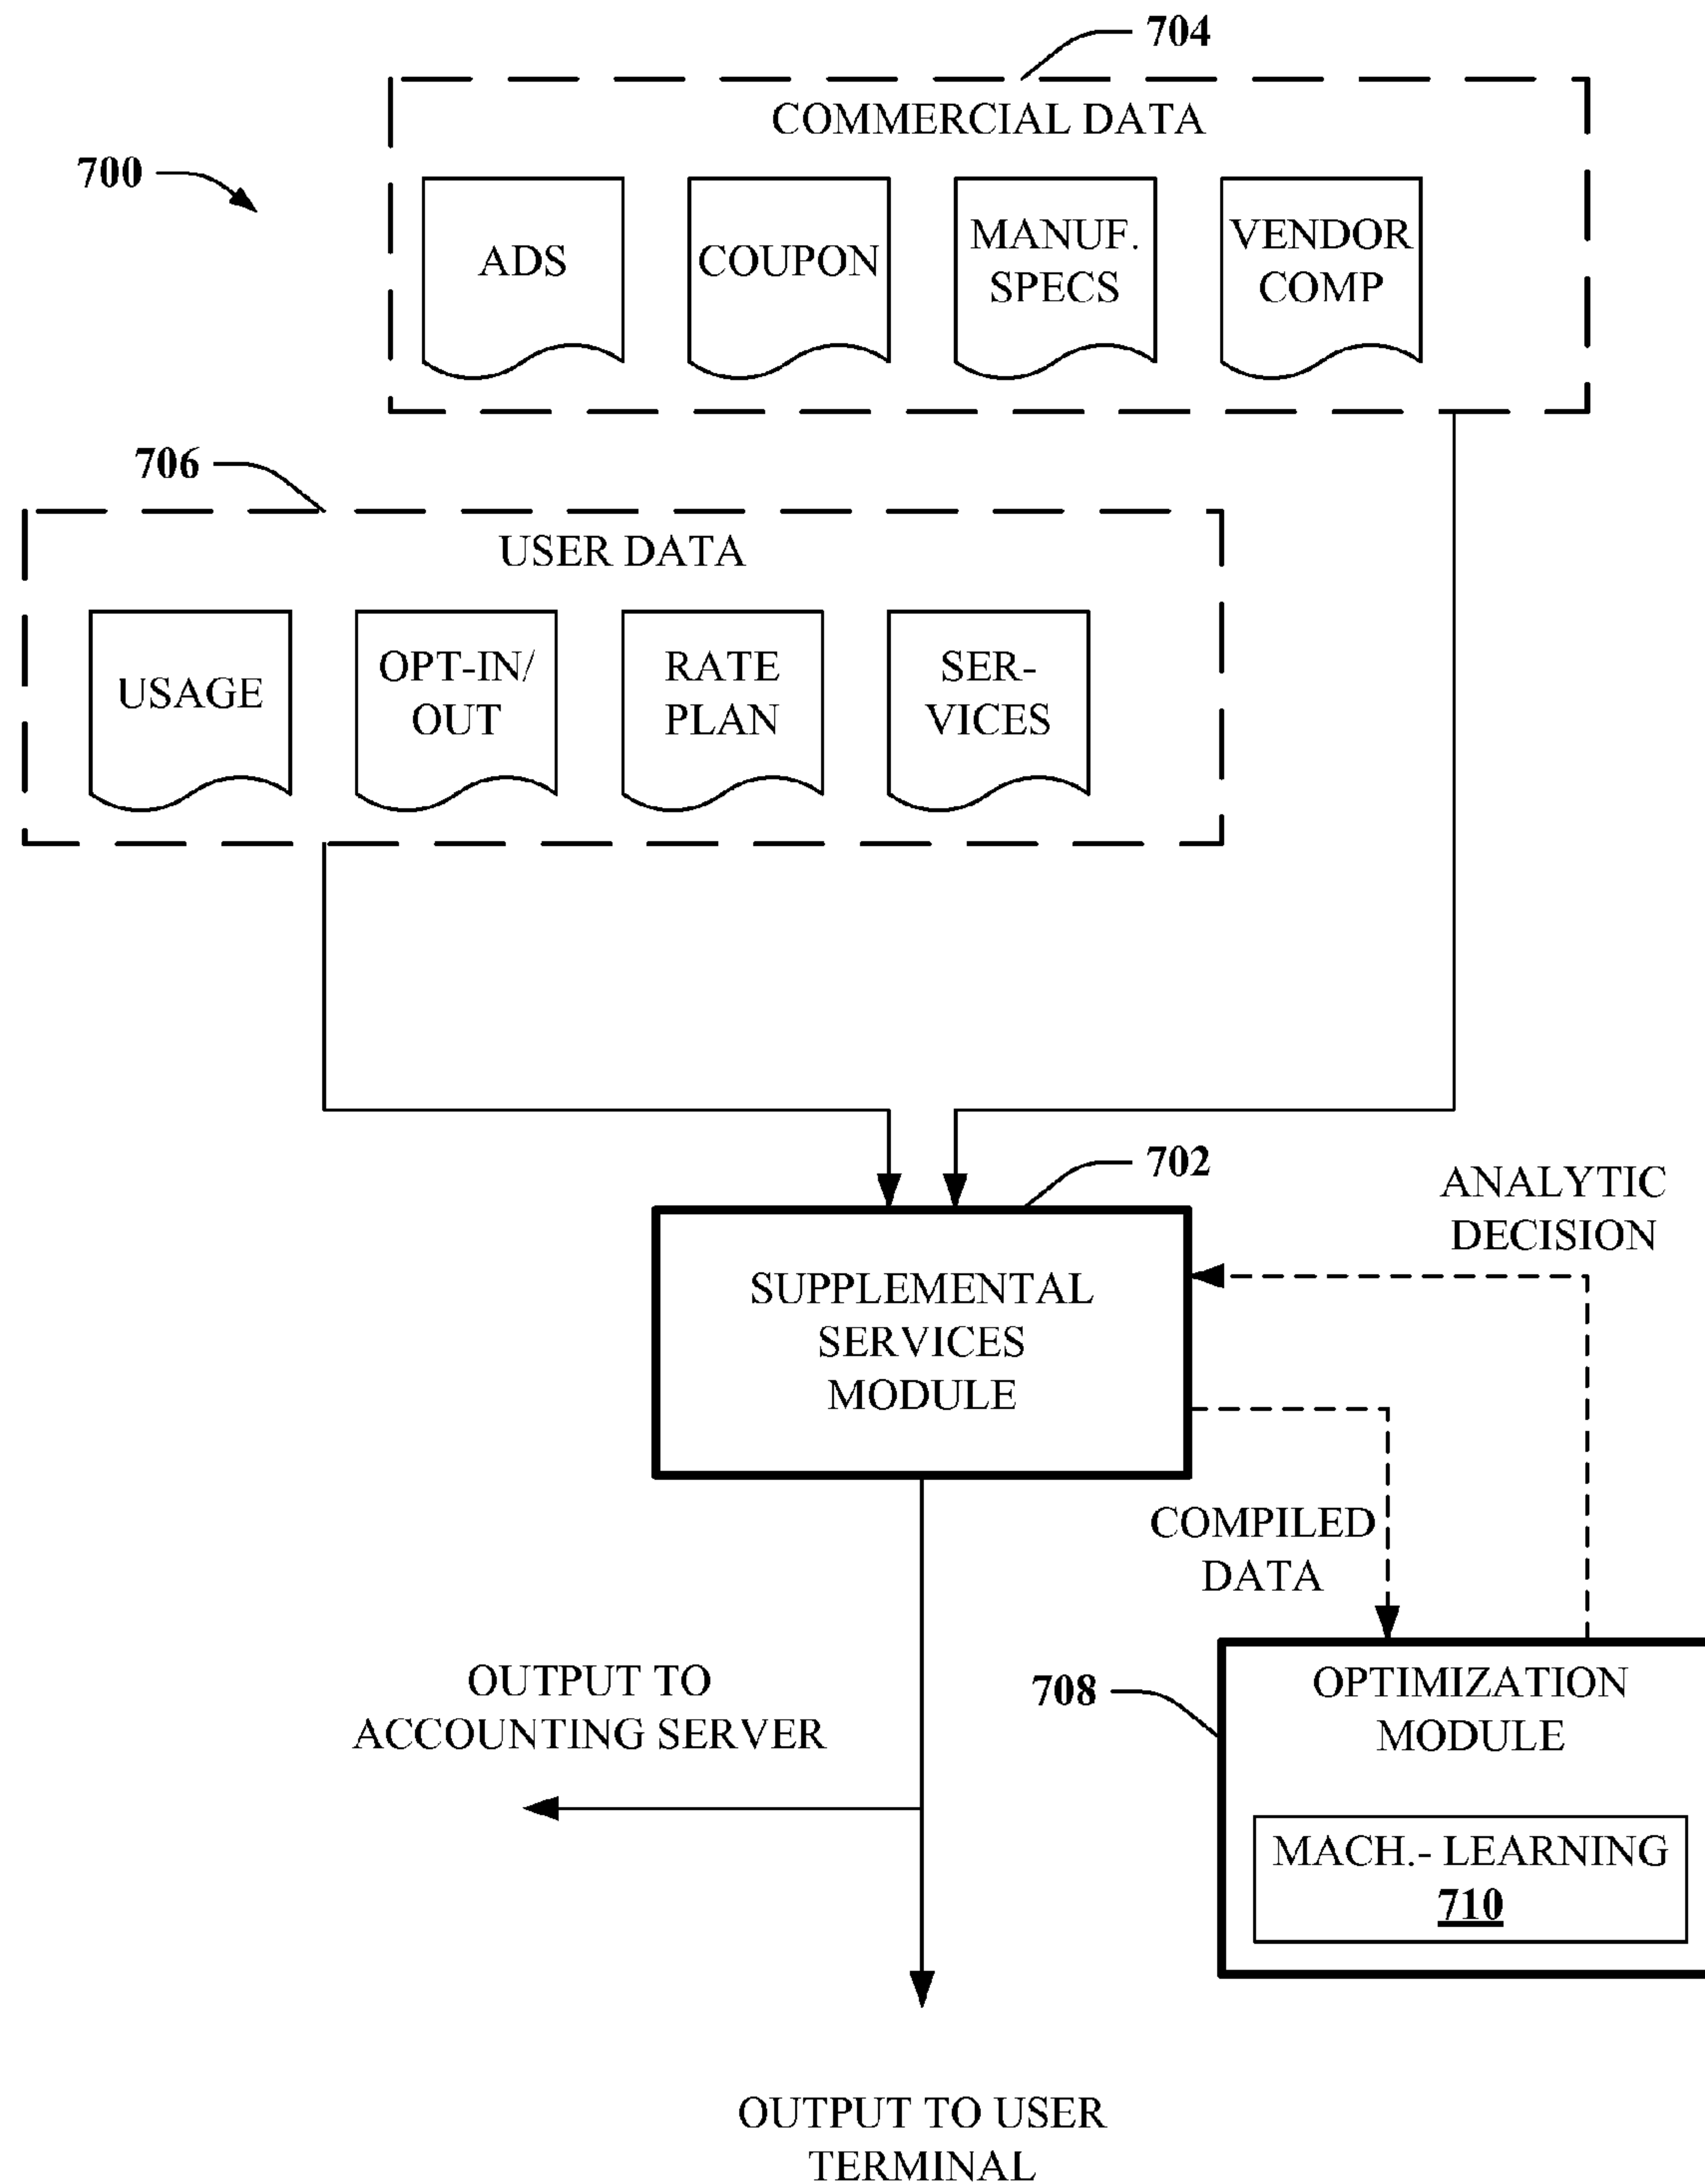 704
COMMERCIAL DATA
700
ADS
COUPON
MANUF.
SPECS
VENDOR
COMP
706
USER DATA
USAGE
OPT-IN/
OUT
RATE
PLAN
SER-
VICES
702
ANALYTIC
DECISION
SUPPLEMENTAL
SERVICES
MODULE
COMPILED
DATA
OUTPUT TO
ACCOUNTING SERVER
708
OPTIMIZATION
MODULE
MACH.- LEARNING
710
OUTPUT TO USER
TERMINAL